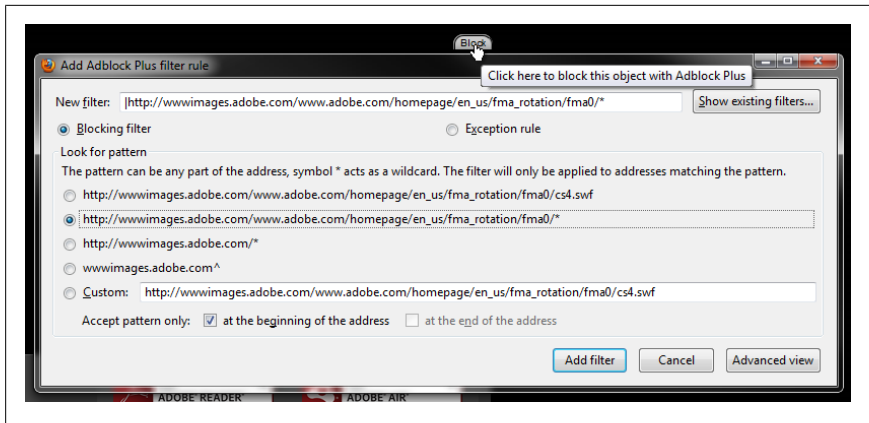 Block
Add Adblock Plus filter rule
Click here to block this object with Adblock Plus
New filter: |http://wwwimages.adobe.com/www.adobe.com/homepage/en_us/fma_rotation/fma0/* Show existing filters...
Blocking filter Exception rule
Look for pattern
The pattern can be any part of the address, symbol * acts as a wildcard. The filter will only be applied to addresses matching the pattern.
http://wwwimages.adobe.com/www.adobe.com/homepage/en_us/fma_rotation/fma0/cs4.swf
http://wwwimages.adobe.com/www.adobe.com/homepage/en_us/fma_rotation/fma0/*
http://wwwimages.adobe.com/*
wwwimages.adobe.com^
Custom: http://wwwimages.adobe.com/www.adobe.com/homepage/en_us/fma_rotation/fma0/cs4.swf
Accept pattern only: at the beginning of the address at the end of the address
Add filter Cancel Advanced view
ADOBE® READER® ADOBE® AIR®